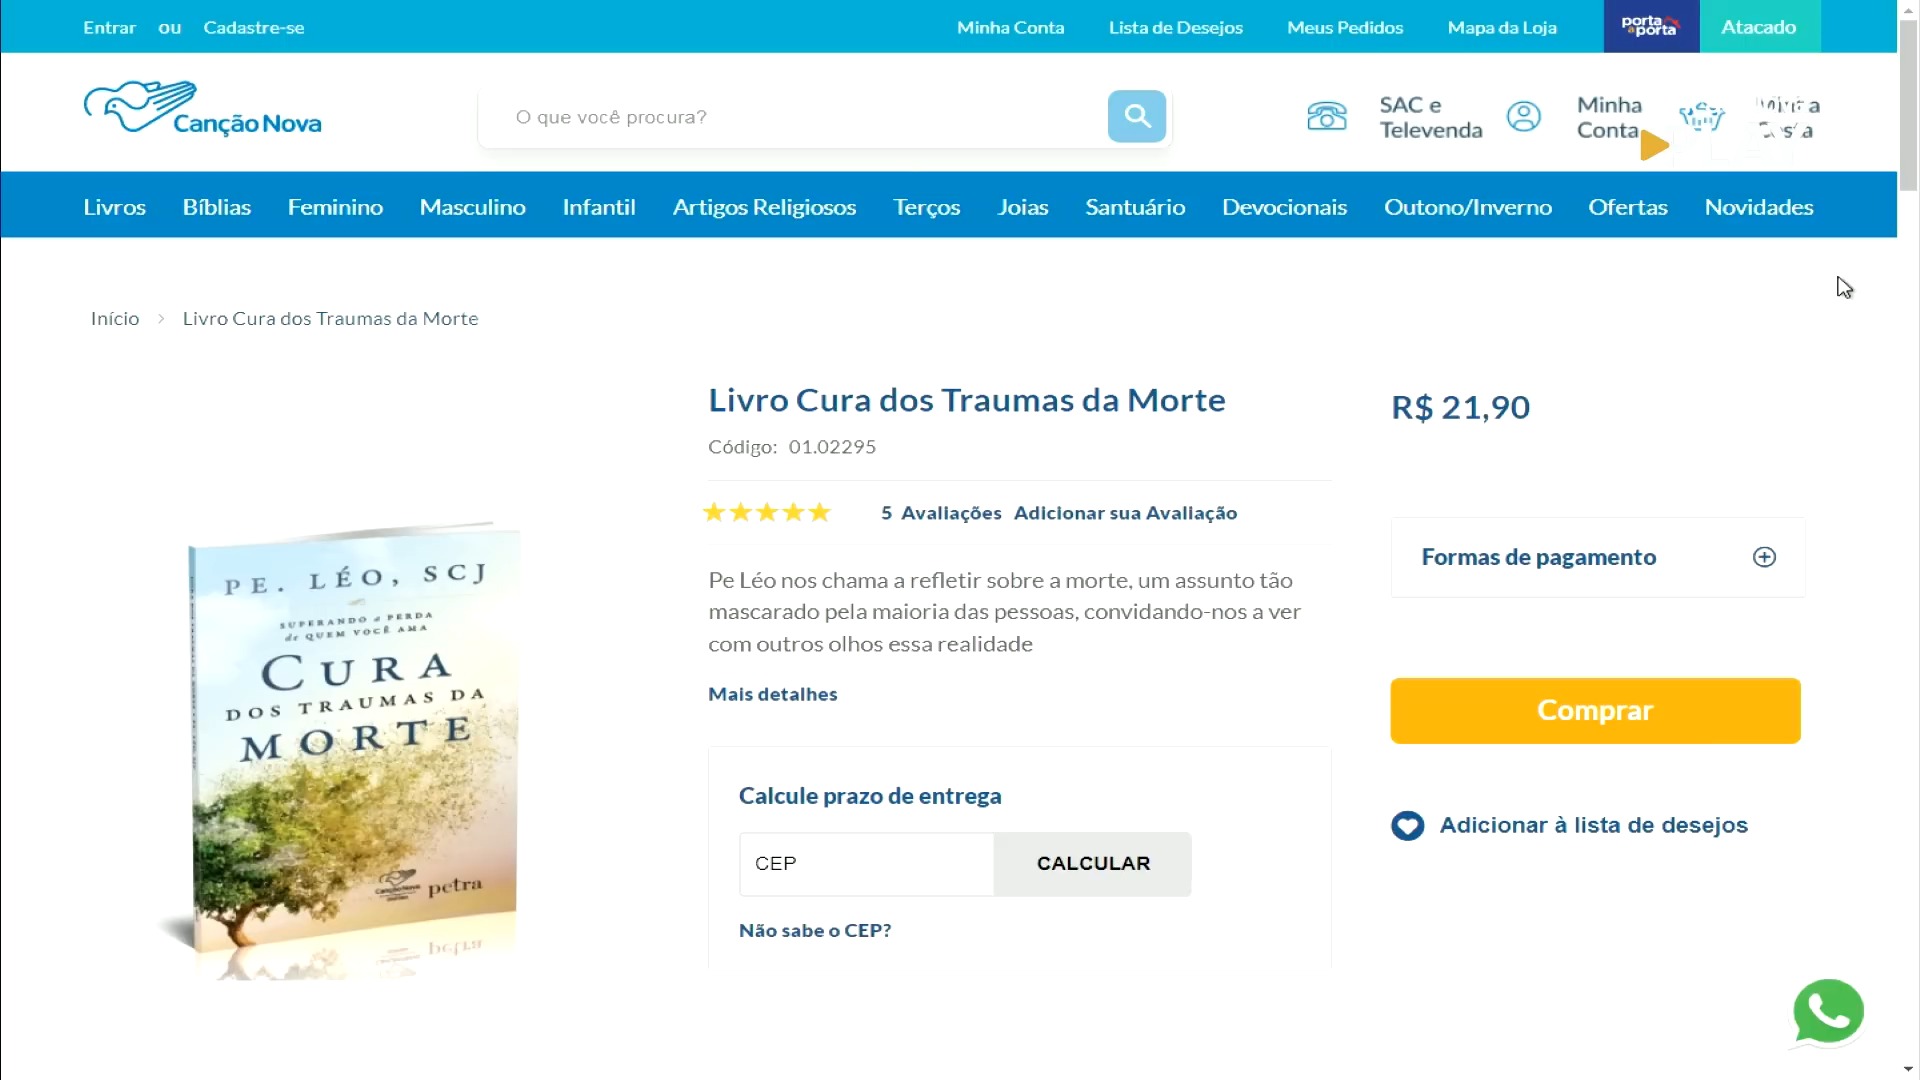 Entrar ou Cadastre-se
Minha Conta
Lista de Desejos
Meus Pedidos
Mapa da Loja
porta
a porta
Atacado
Canção Nova
O que você procura?
SAC e
Televenda
Minha
Conta
Livros
Bíblias
Feminino
Masculino
Infantil
Artigos Religiosos
Terços
Joias
Santuário
Devocionais
Outono/Inverno
Ofertas
Novidades
Início > Livro Cura dos Traumas da Morte
Livro Cura dos Traumas da Morte
Código: 01.02295
5 Avaliações Adicionar sua Avaliação
Pe Léo nos chama a refletir sobre a morte, um assunto tão
mascarado pela maioria das pessoas, convidando-nos a ver
com outros olhos essa realidade
Mais detalhes
Calcule prazo de entrega
CEP
CALCULAR
Não sabe o CEP?
R$ 21,90
Formas de pagamento
Comprar
Adicionar à lista de desejos
PE. LÉO, SCJ
SUPERANDO a PERDA
de QUEM VOCÊ AMA
CURA
DOS TRAUMAS DA
MORTE
Canção Nova
petra